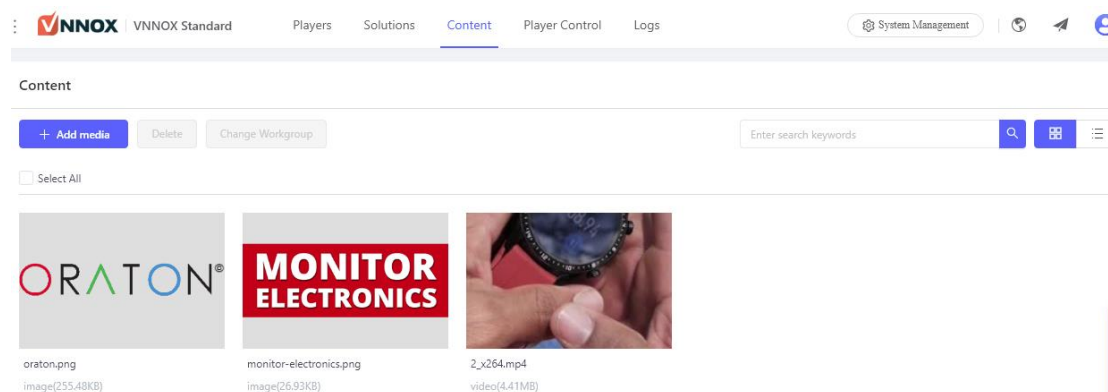 VNNOX VNNOX Standard Players Solutions Content Player Control Logs System Management
Content
+ Add media Delete Change Workgroup Enter search keywords
Select All
ORATON©
MONITOR
ELECTRONICS
oraton.png monitor-electronics.png 2_x264.mp4
image(255.48KB) image(26.93KB) video(4.41MB)